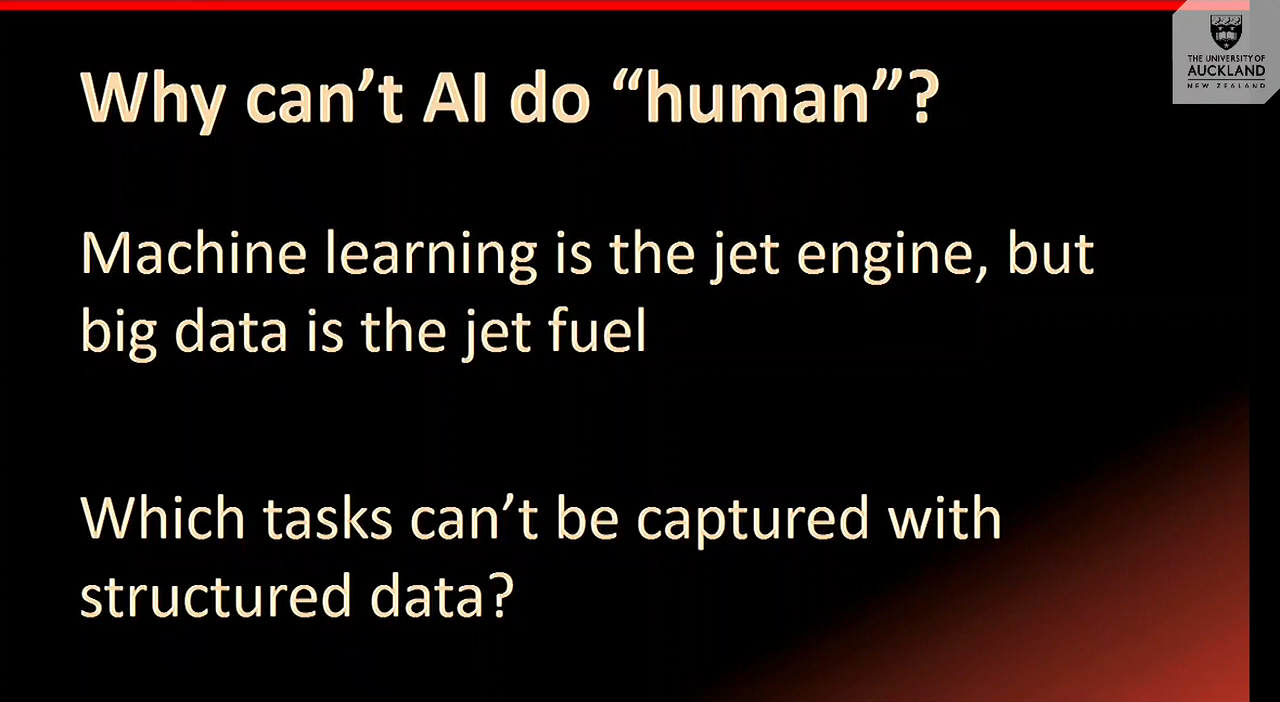 Why can’t AI do “human”?
THE UNIVERSITY OF
AUCKLAND
NEW ZEALAND
Machine learning is the jet engine, but
big data is the jet fuel
Which tasks can’t be captured with
structured data?